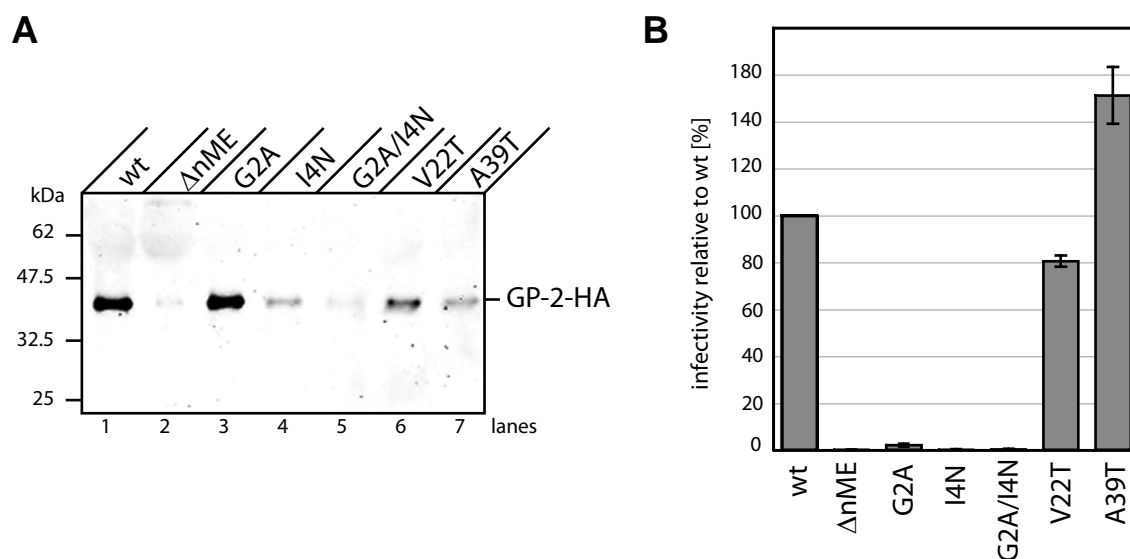 A
wt ΔnME G2A I4N G2A/I4N V22T A39T
kDa
62
47.5
GP-2-HA
32.5
25
1 2 3 4 5 6 7 lanes
B
infectivity relative to wt [%]
180
140
120
100
80
60
40
20
0
wt ΔnME G2A I4N G2A/I4N V22T A39T